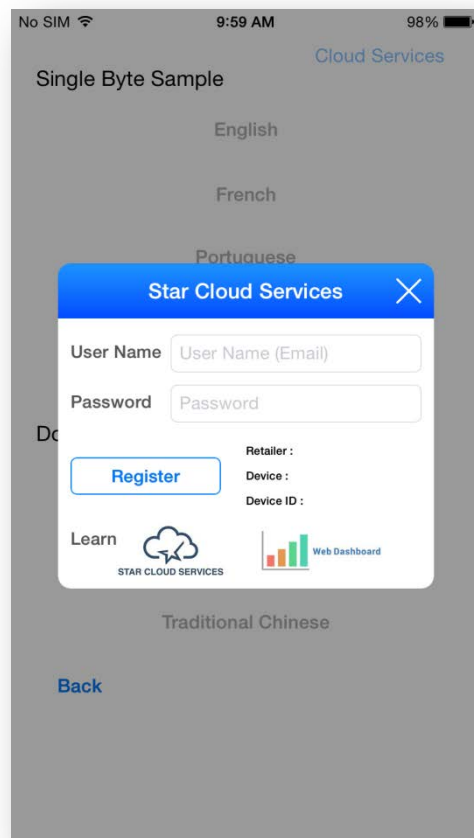 No SIM 9:59 AM 98%
Cloud Services
Single Byte Sample
English
French
Portuguese
Star Cloud Services
User Name User Name (Email)
Password Password
Do
Register
Retailer :
Device :
Device ID :
Learn
STAR CLOUD SERVICES
Web Dashboard
Traditional Chinese
Back